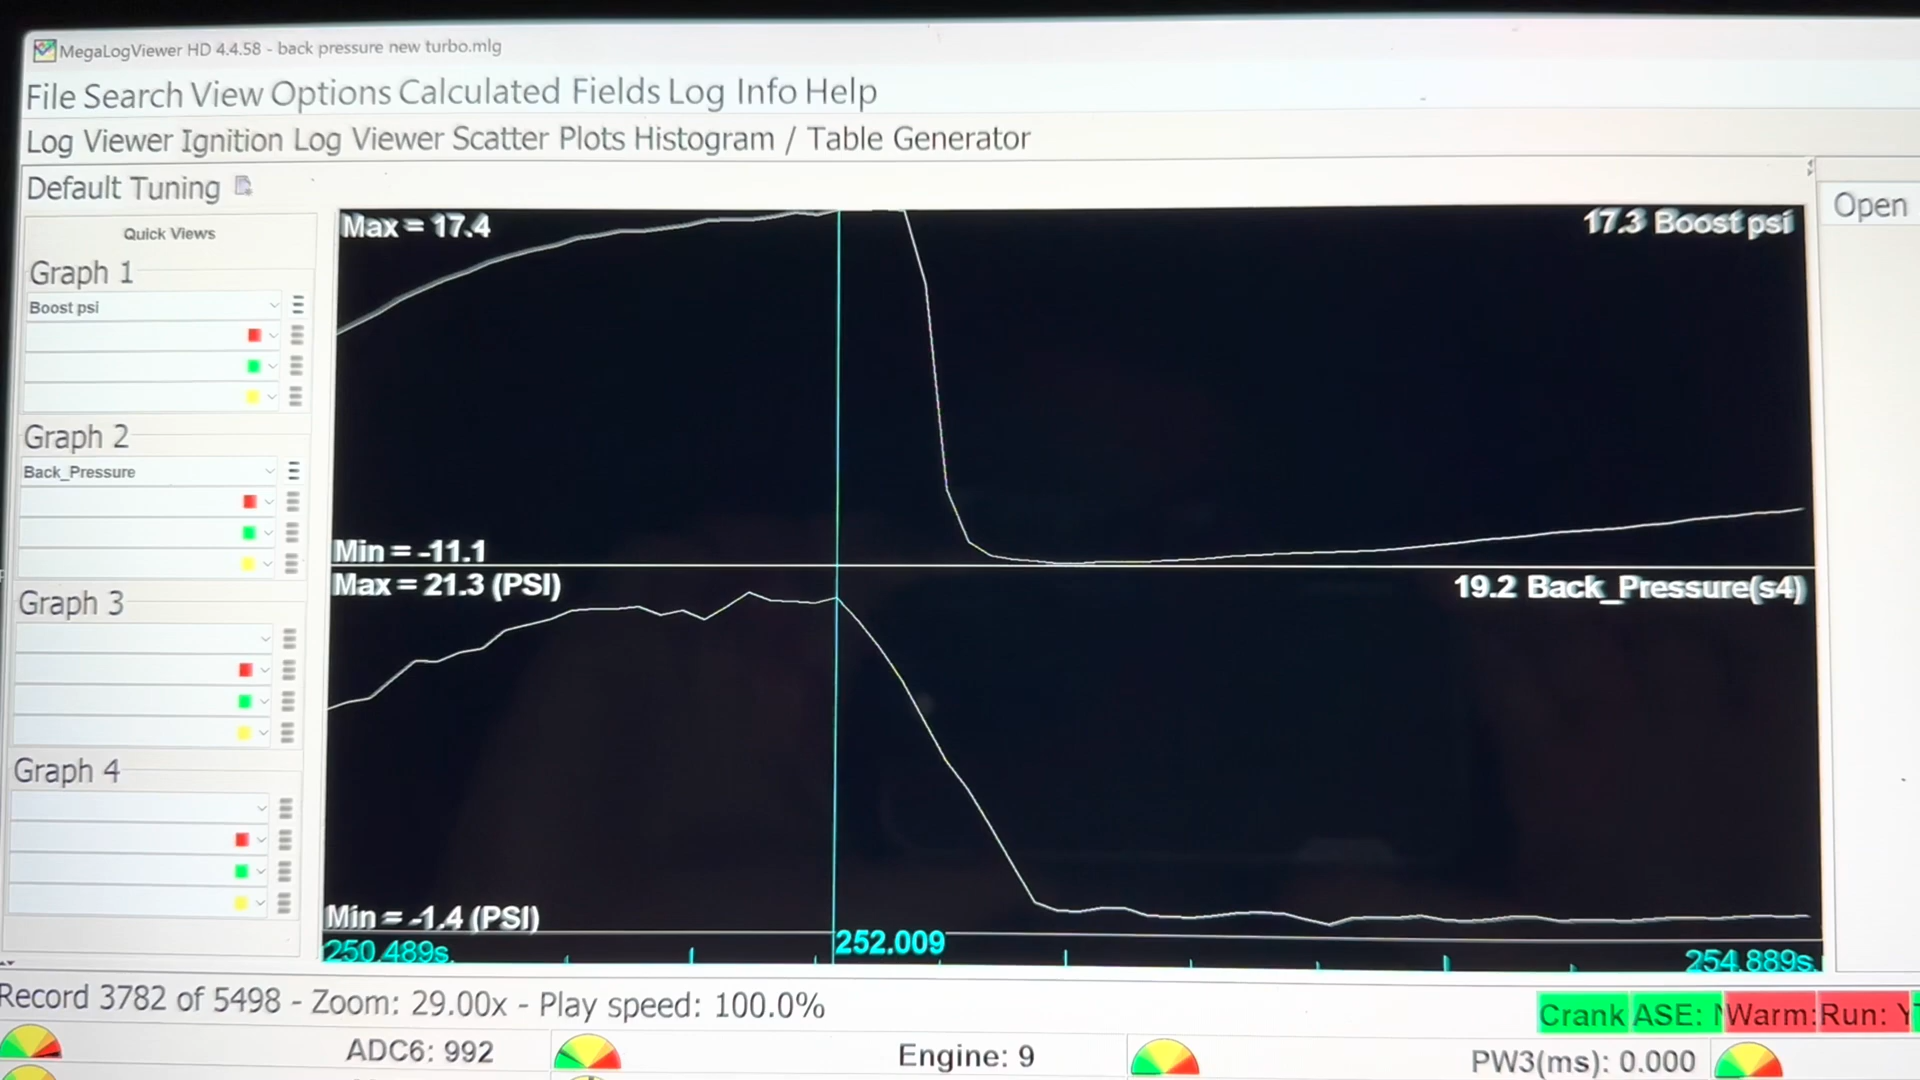 MegaLogViewer HD 4.4.58 - back pressure new turbo.mlg
File Search View Options Calculated Fields Log Info Help
Log Viewer Ignition Log Viewer Scatter Plots Histogram / Table Generator
Default Tuning
Open
Quick Views
Graph 1
Boost psi
Graph 2
Back_Pressure
Graph 3
Graph 4
Max = 17.4
17.3 Boost psi
Min = -11.1
Max = 21.3 (PSI)
19.2 Back_Pressure(s4)
Min = -1.4 (PSI)
250.489s
252.009
254.889s
Record 3782 of 5498 - Zoom: 29.00x - Play speed: 100.0%
Crank ASE: Warm: Run: Y
ADC6: 992
Engine: 9
PW3(ms): 0.000